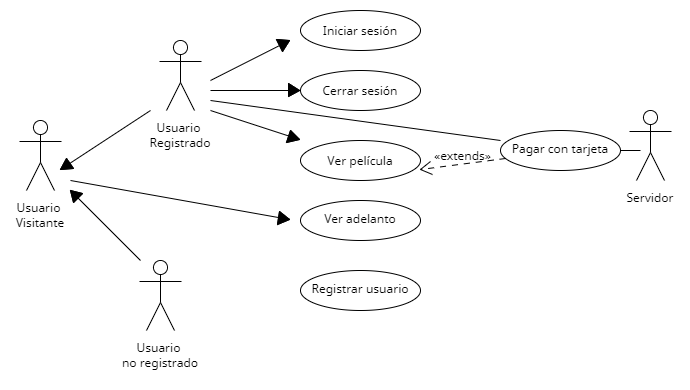 Iniciar sesión
Cerrar sesión
Usuario
Registrado
Pagar con tarjeta
«extends»
Ver película
Servidor
Usuario
Visitante
Ver adelanto
Registrar usuario
Usuario
no registrado